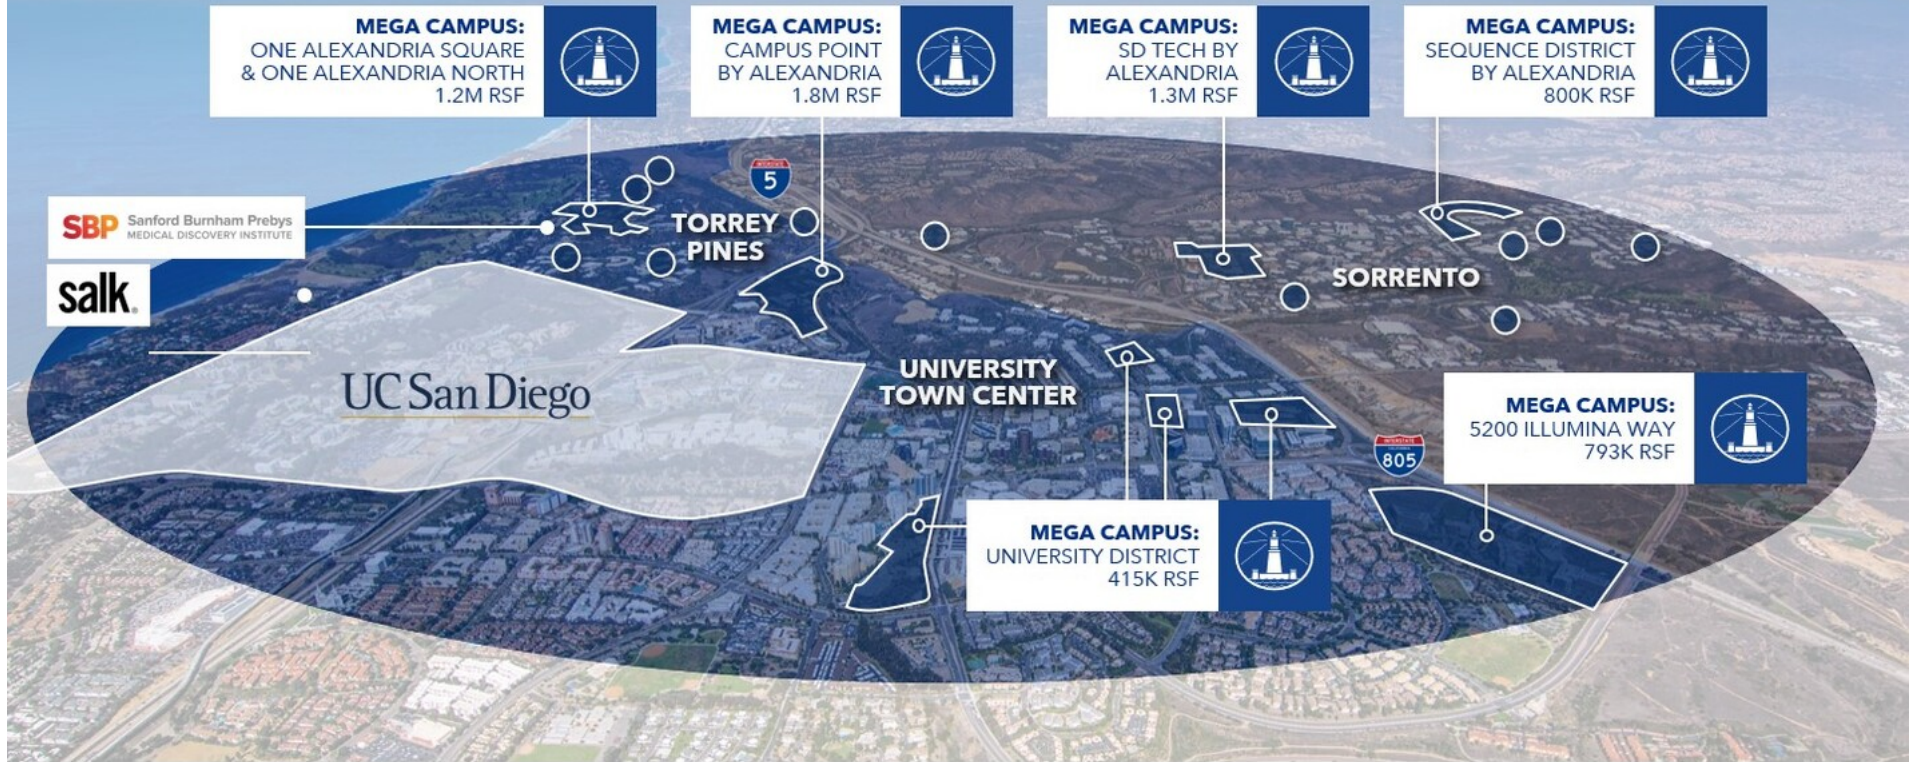 MEGA CAMPUS:
ONE ALEXANDRIA SQUARE
& ONE ALEXANDRIA NORTH
1.2M RSF
MEGA CAMPUS:
CAMPUS POINT
BY ALEXANDRIA
1.8M RSF
MEGA CAMPUS:
SD TECH BY
ALEXANDRIA
1.3M RSF
MEGA CAMPUS:
SEQUENCE DISTRICT
BY ALEXANDRIA
800K RSF
INTERSTATE
5
SBP Sanford Burnham Prebys
MEDICAL DISCOVERY INSTITUTE
TORREY
PINES
salk.
SORRENTO
UC San Diego
UNIVERSITY
TOWN CENTER
INTERSTATE
805
MEGA CAMPUS:
5200 ILLUMINA WAY
793K RSF
MEGA CAMPUS:
UNIVERSITY DISTRICT
415K RSF